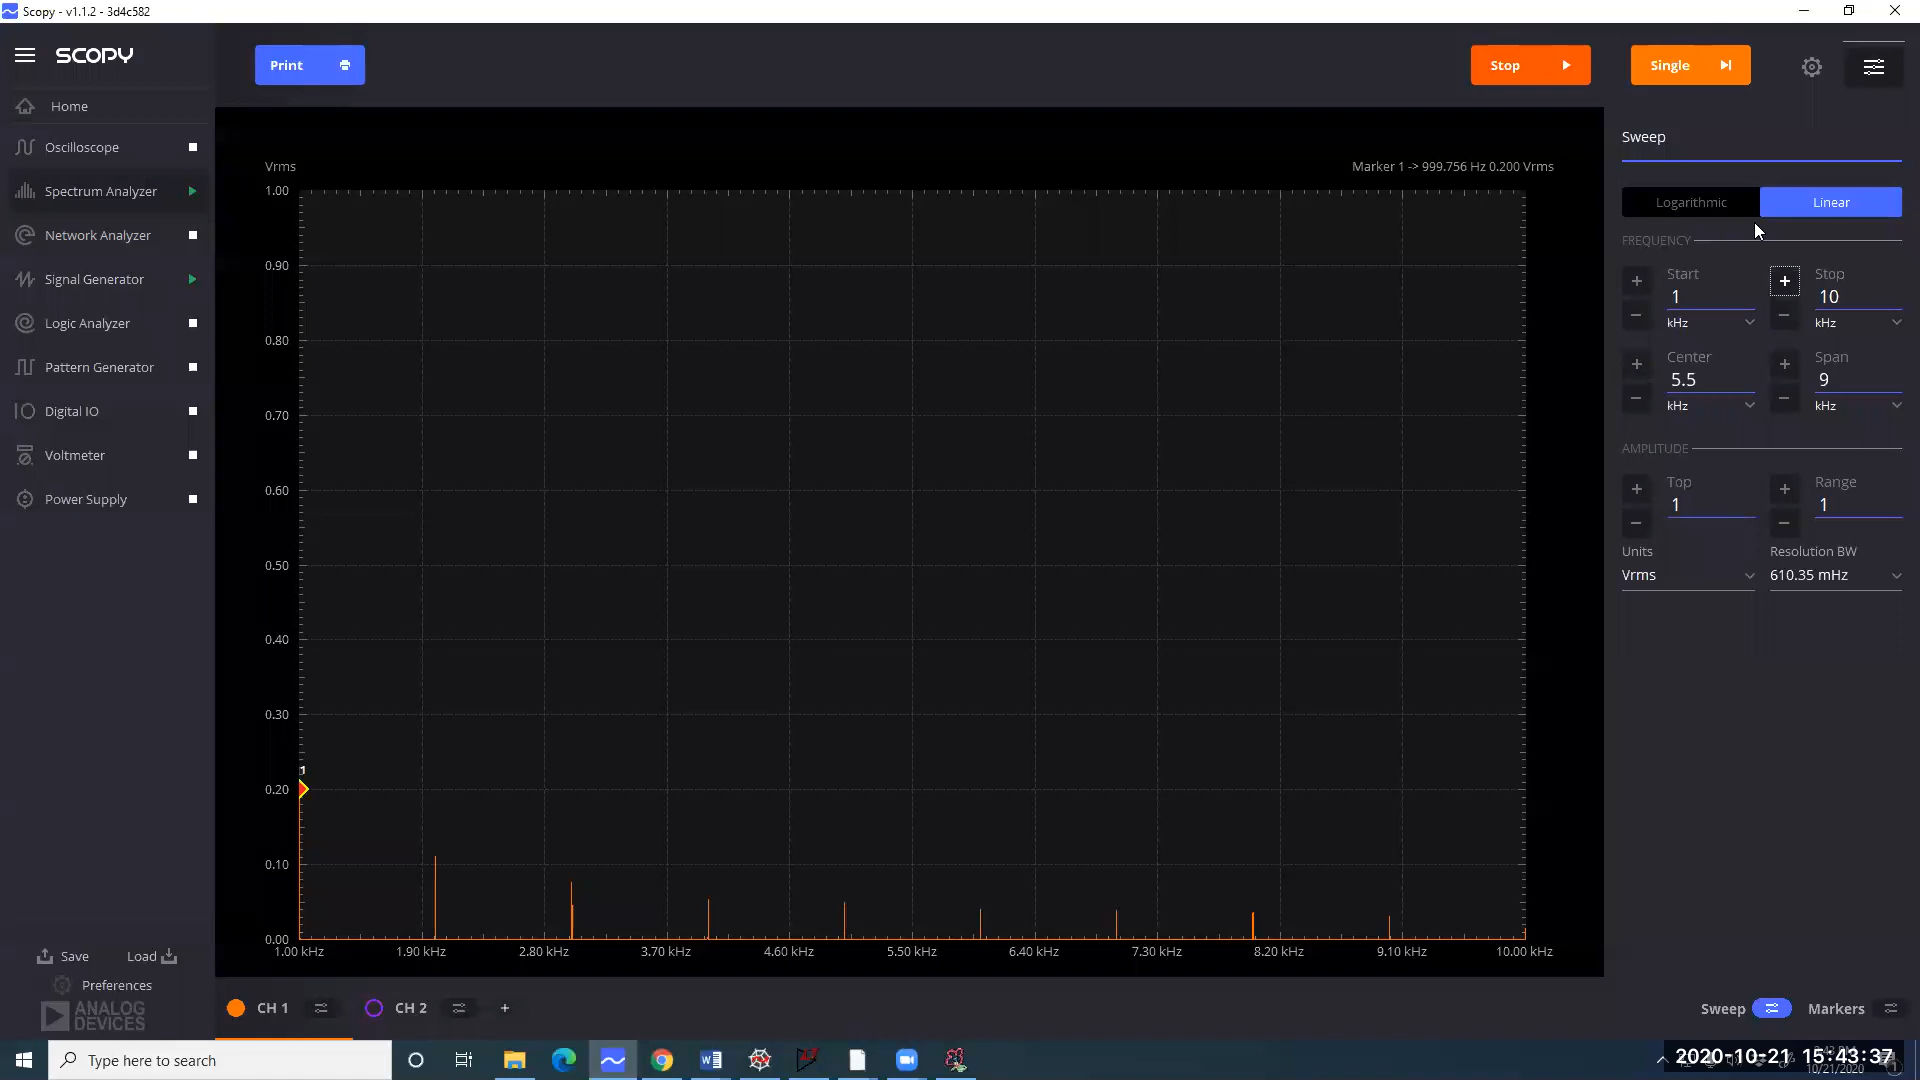 Scopy - v1.1.2 - 3d4c582
SCOPY
Print
Stop
Single
Home
Oscilloscope
Spectrum Analyzer
Network Analyzer
Signal Generator
Logic Analyzer
Pattern Generator
Digital IO
Voltmeter
Power Supply
Save Load
Preferences
ANALOG
DEVICES
Vrms
Marker 1 -> 999.756 Hz 0.200 Vrms
1.00
0.90
0.80
0.70
0.60
0.50
0.40
0.30
1
0.20
0.10
0.00
1.00 kHz 1.90 kHz 2.80 kHz 3.70 kHz 4.60 kHz 5.50 kHz 6.40 kHz 7.30 kHz 8.20 kHz 9.10 kHz 10.00 kHz
Sweep
Logarithmic Linear
FREQUENCY
+ Start + Stop
1 10
- kHz - kHz
+ Center + Span
5.5 9
- kHz - kHz
AMPLITUDE
+ Top + Range
1 1
- -
Units Resolution BW
Vrms 610.35 mHz
CH 1 CH 2 +
Sweep Markers
Type here to search
2020-10-21 15:43:37
10/21/2020